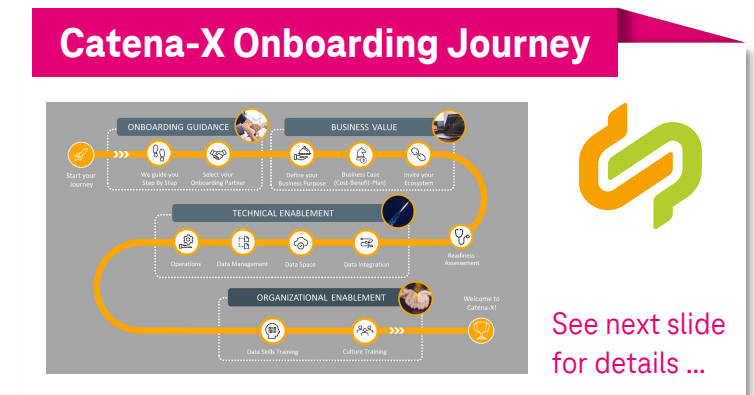 Catena-X Onboarding Journey
ONBOARDING GUIDANCE
BUSINESS VALUE
Start your
Journey
We guide you
Step By Step
Select your
Onboarding Partner
Define your
Business Purpose
Business Case
(Cost-Benefit-Plan)
Invite your
Ecosystem
TECHNICAL ENABLEMENT
Operations
Data Management
Data Space
Data Integration
Readiness
Assessment
ORGANIZATIONAL ENABLEMENT
Welcome to
Catena-X!
Data Skills Training
Culture Training
See next slide
for details ...